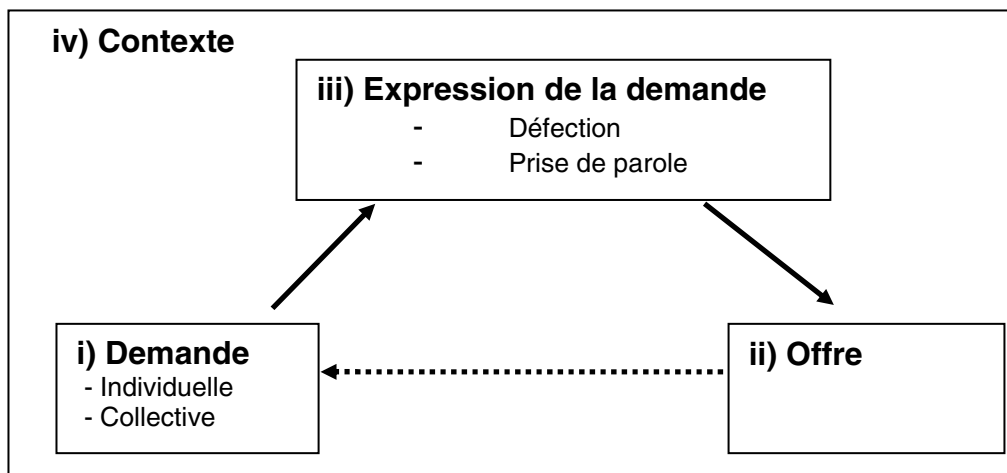 iv) Contexte
iii) Expression de la demande
- Défection
- Prise de parole
i) Demande
- Individuelle
- Collective
ii) Offre